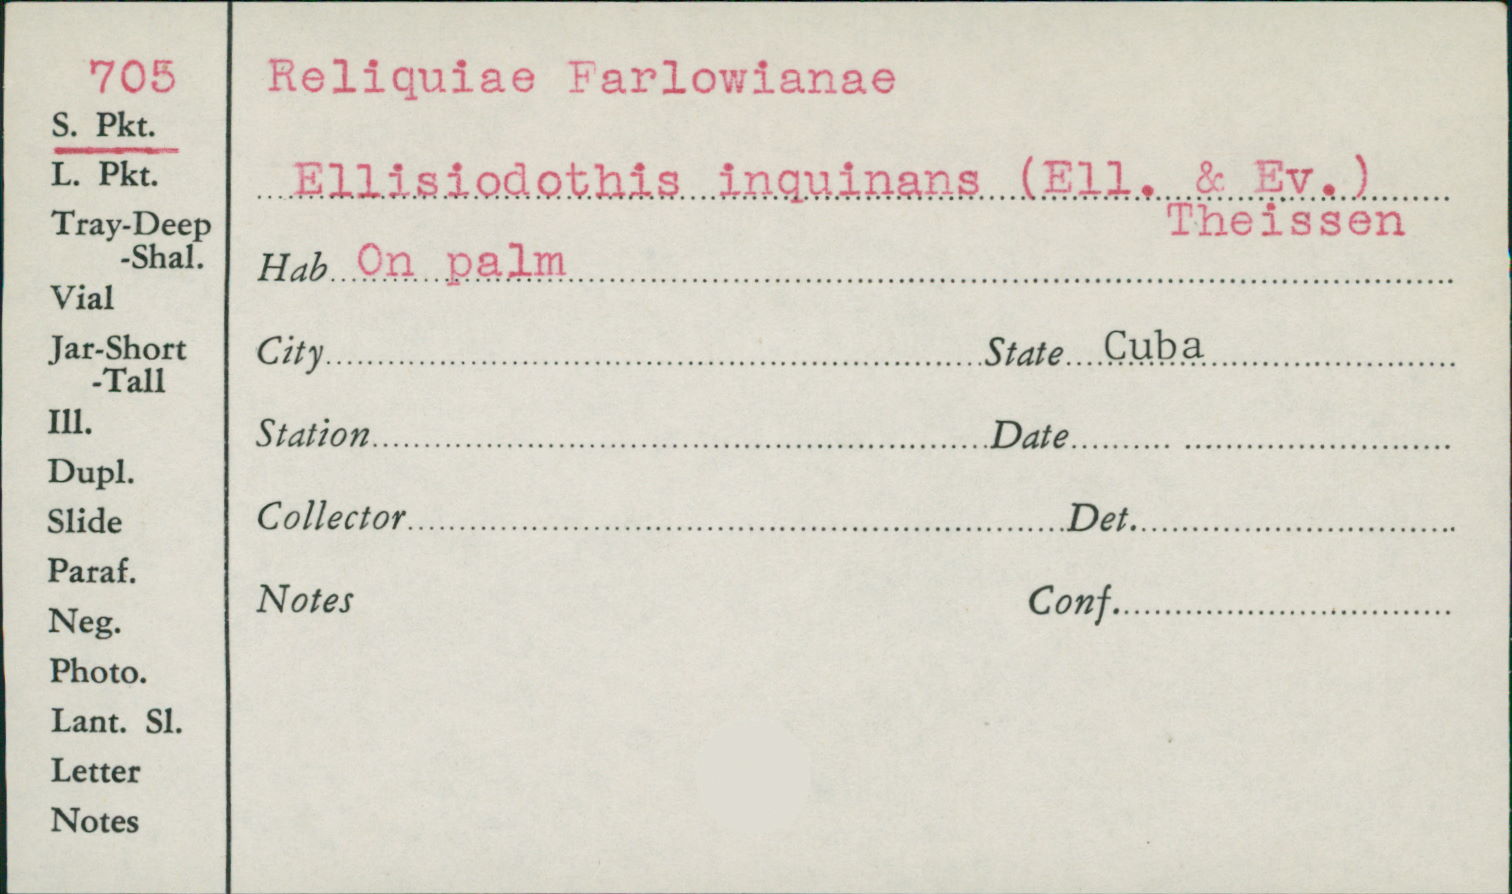 705
S. Pkt.
L. Pkt.
Tray-Deep
-Shal.
Vial
Jar-Short
-Tall
Ill.
Dupl.
Slide
Paraf.
Neg.
Photo.
Lant. Sl.
Letter
Notes
Reliquiae Farlowianae
Ellisiodothis inquinans (Ell. & Ev.)
Theissen
Hab On palm
City State Cuba
Station Date
Collector Det.
Notes Conf.